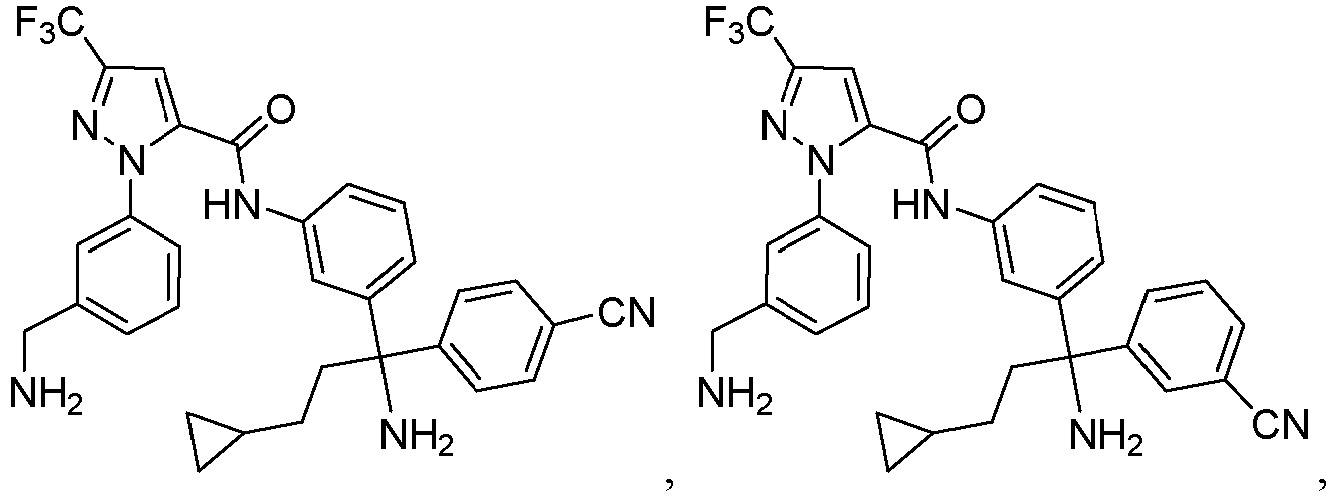 F₃C F₃C
O O
N N
N N
HN HN
CN
NH₂ NH₂
NH₂ NH₂ CN
, ,